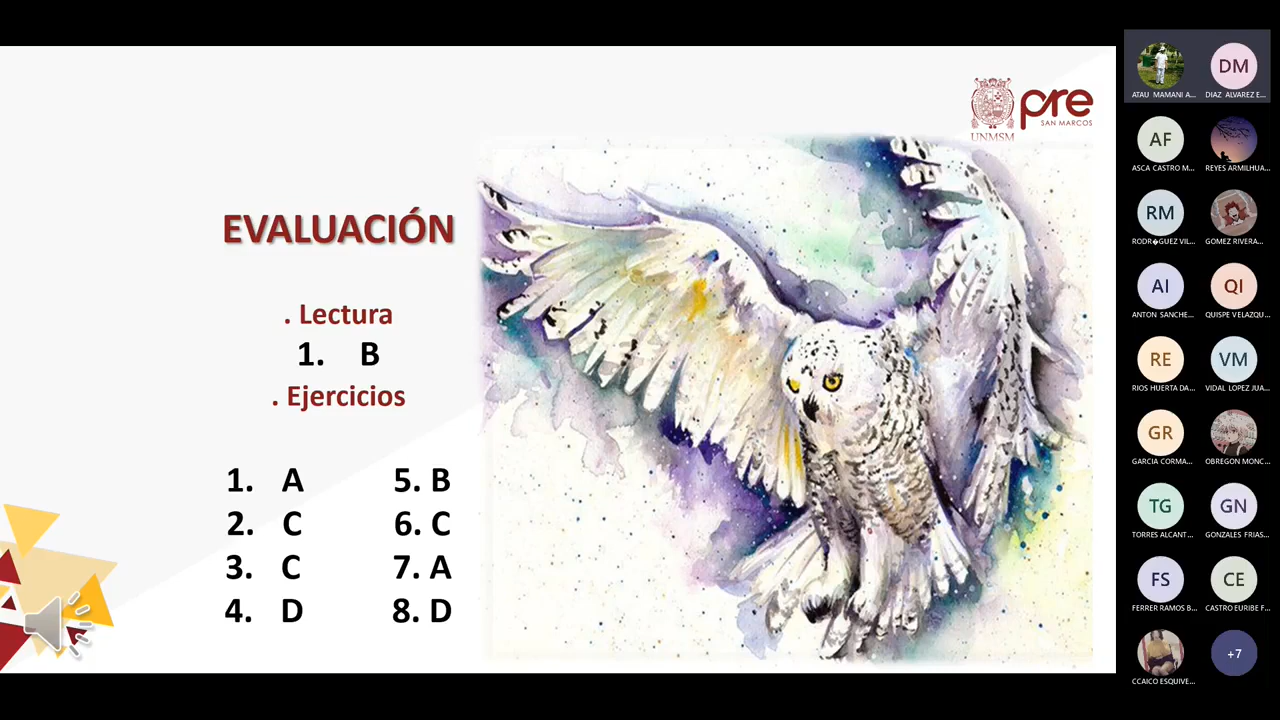 pre
SAN MARCOS
UNMSM
EVALUACIÓN
. Lectura
1. B
. Ejercicios
1. A 5. B
2. C 6. C
3. C 7. A
4. D 8. D
ATAU MAMANI A...
DM
DIAZ ALVAREZ E...
AF
ASCA CASTRO M...
REYES ARMILHUA...
RM
RODR�GUEZ VIL...
GOMEZ RIVERA...
AI
ANTON SANCHE...
QI
QUISPE VELAZQU...
RE
RIOS HUERTA DA...
VM
VIDAL LOPEZ JUA...
GR
GARCIA CORMA...
OBREGON MONC...
TG
TORRES ALCANT...
GN
GONZALES FRIAS...
FS
FERRER RAMOS B...
CE
CASTRO EURIBE F...
CCAICO ESQUIVE...
+7